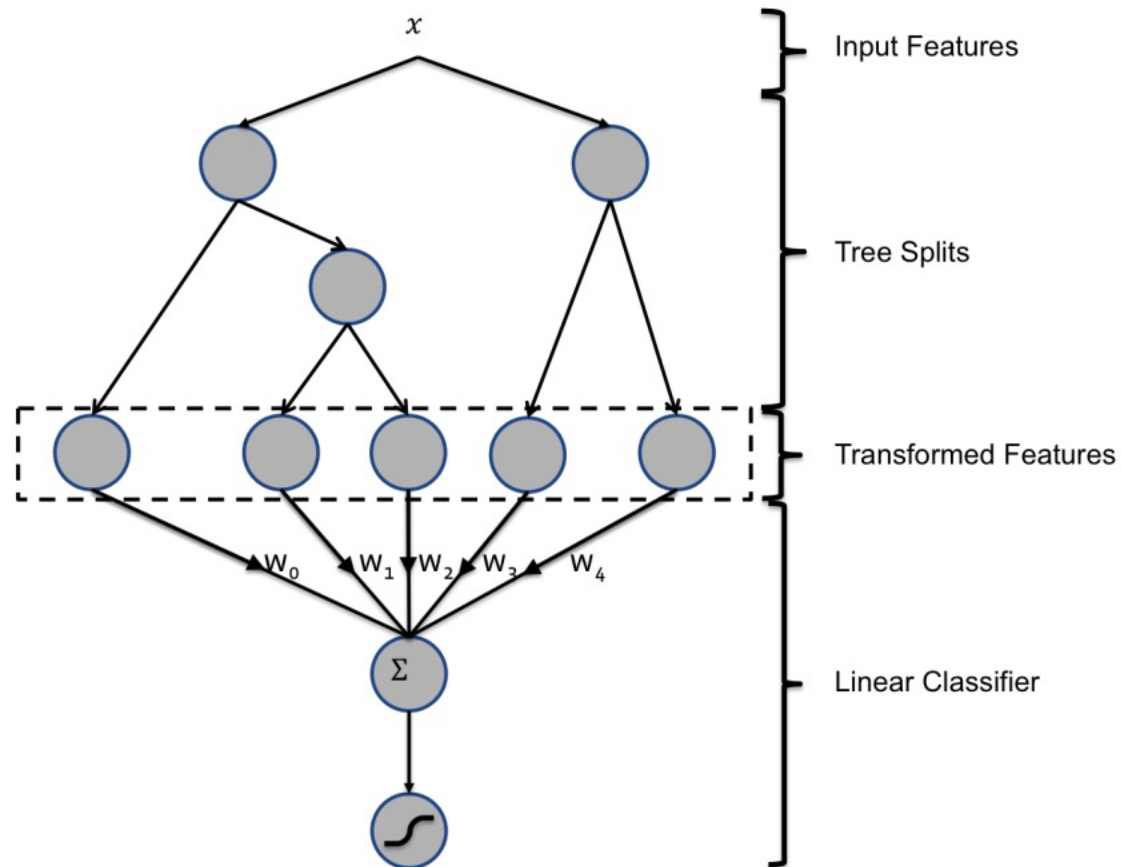 x
Input Features
Tree Splits
Transformed Features
W₀ W₁ W₂ W₃ W₄
Σ
Linear Classifier